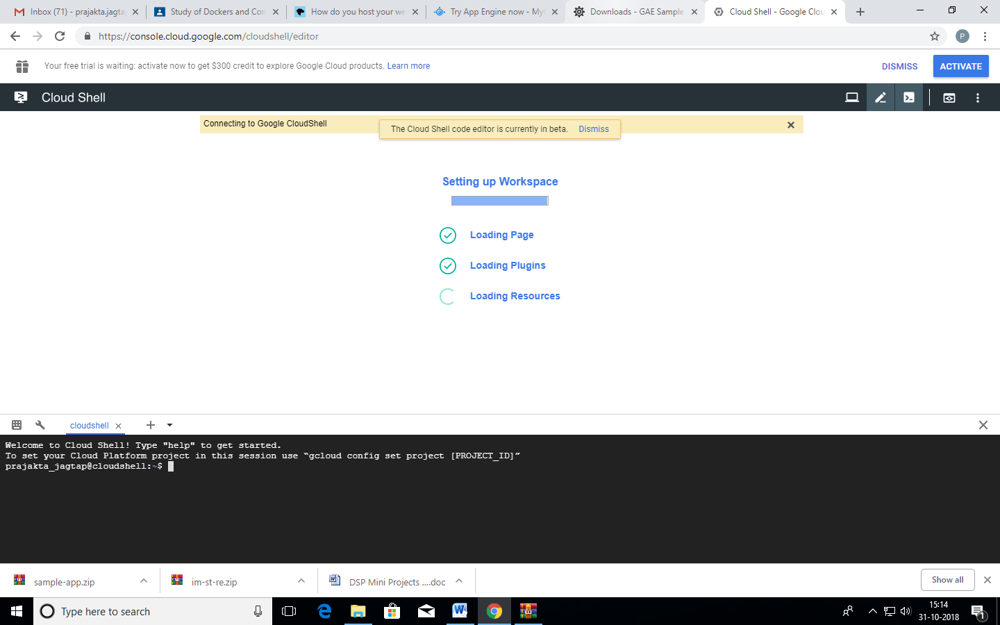 Inbox (71) - prajakta.jagta
Study of Dockers and Con
How do you host your we
Try App Engine now - My
Downloads - GAE Sample
Cloud Shell - Google Clou
https://console.cloud.google.com/cloudshell/editor
P
Your free trial is waiting: activate now to get $300 credit to explore Google Cloud products. Learn more
DISMISS
ACTIVATE
Cloud Shell
Connecting to Google CloudShell
The Cloud Shell code editor is currently in beta. Dismiss
Setting up Workspace
Loading Page
Loading Plugins
Loading Resources
cloudshell
Welcome to Cloud Shell! Type "help" to get started.
To set your Cloud Platform project in this session use “gcloud config set project [PROJECT_ID]”
prajakta_jagtap@cloudshell:~$
sample-app.zip
im-st-re.zip
DSP Mini Projects ....doc
Show all
Type here to search
15:14
31-10-2018
1